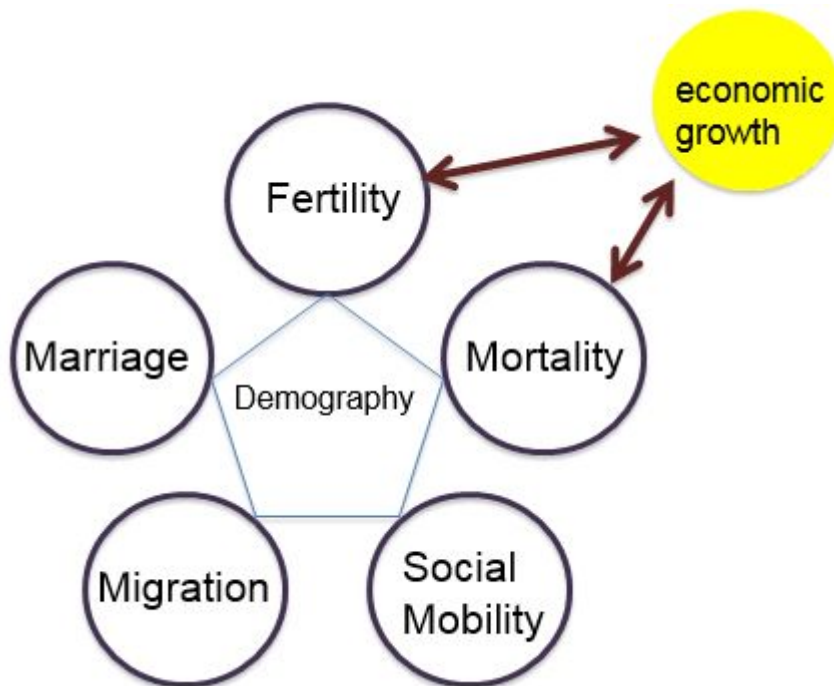 economic
growth
Fertility
Marriage
Mortality
Demography
Migration
Social
Mobility